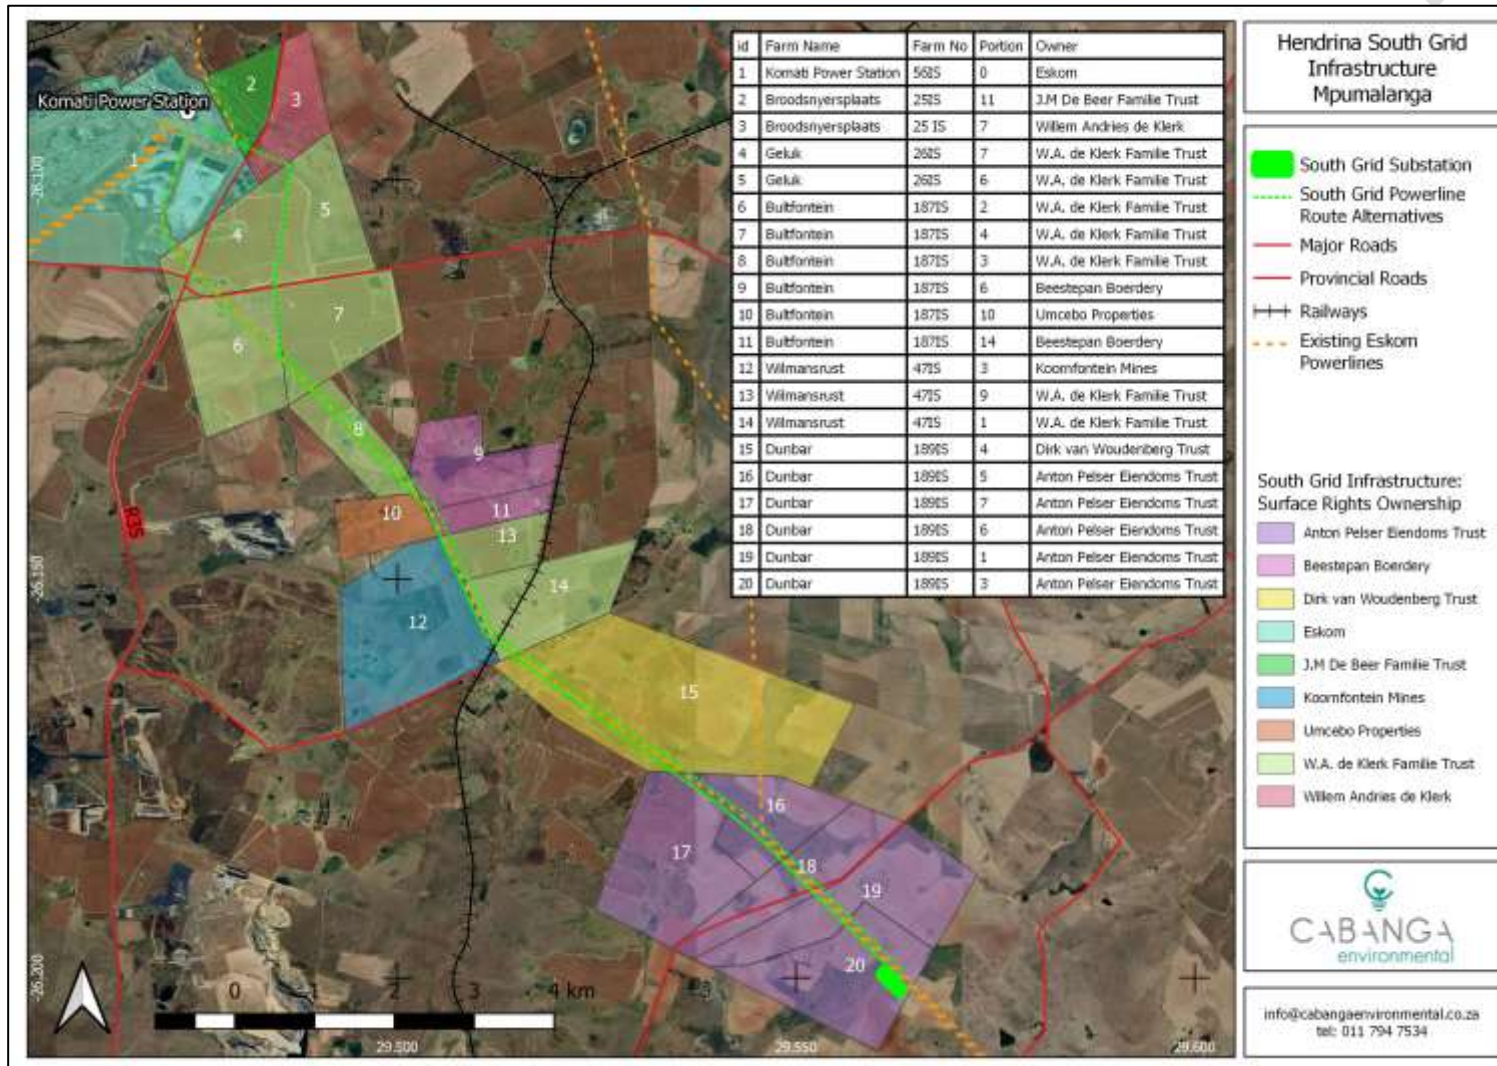 Hendrina South Grid
Infrastructure
Mpumalanga
id Farm Name Farm No Portion Owner
1 Komati Power Station 56IS 0 Eskom
2 Broodsnyersplaats 25IS 11 J.M De Beer Familie Trust
3 Broodsnyersplaats 25 IS 7 Willem Andries de Klerk
4 Geluk 26IS 7 W.A. de Klerk Familie Trust
5 Geluk 26IS 6 W.A. de Klerk Familie Trust
6 Bultfontein 187IS 2 W.A. de Klerk Familie Trust
7 Bultfontein 187IS 4 W.A. de Klerk Familie Trust
8 Bultfontein 187IS 3 W.A. de Klerk Familie Trust
9 Bultfontein 187IS 6 Beestepan Boerdery
10 Bultfontein 187IS 10 Umcebo Properties
11 Bultfontein 187IS 14 Beestepan Boerdery
12 Wilmansrust 47IS 3 Koornfontein Mines
13 Wilmansrust 47IS 9 W.A. de Klerk Familie Trust
14 Wilmansrust 47IS 1 W.A. de Klerk Familie Trust
15 Dunbar 189IS 4 Dirk van Woudenberg Trust
16 Dunbar 189IS 5 Anton Pelser Eiendoms Trust
17 Dunbar 189IS 7 Anton Pelser Eiendoms Trust
18 Dunbar 189IS 6 Anton Pelser Eiendoms Trust
19 Dunbar 189IS 1 Anton Pelser Eiendoms Trust
20 Dunbar 189IS 3 Anton Pelser Eiendoms Trust
Komati Power Station
1
2
3
4
5
6
7
8
9
10
11
12
13
14
15
16
17
18
19
20
R35
-26.100
-26.150
-26.200
29.500
29.550
29.600
1 0 1 2 3 4 km
South Grid Substation
South Grid Powerline
Route Alternatives
Major Roads
Provincial Roads
Railways
Existing Eskom
Powerlines
South Grid Infrastructure:
Surface Rights Ownership
Anton Pelser Eiendoms Trust
Beestepan Boerdery
Dirk van Woudenberg Trust
Eskom
J.M De Beer Familie Trust
Koornfontein Mines
Umcebo Properties
W.A. de Klerk Familie Trust
Willem Andries de Klerk
CABANGA
environmental
info@cabangaenvironmental.co.za
tel: 011 794 7534